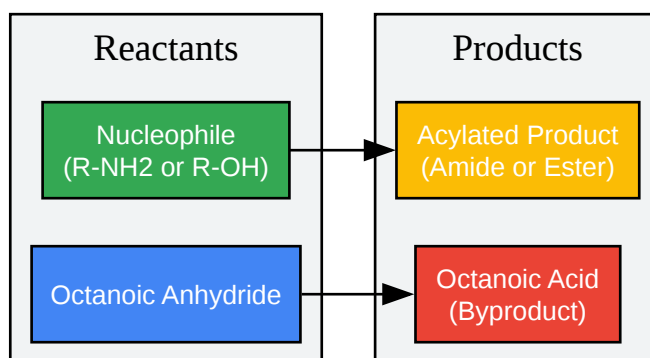 Reactants
Products
Nucleophile
(R-NH2 or R-OH)
Acylated Product
(Amide or Ester)
Octanoic Anhydride
Octanoic Acid
(Byproduct)